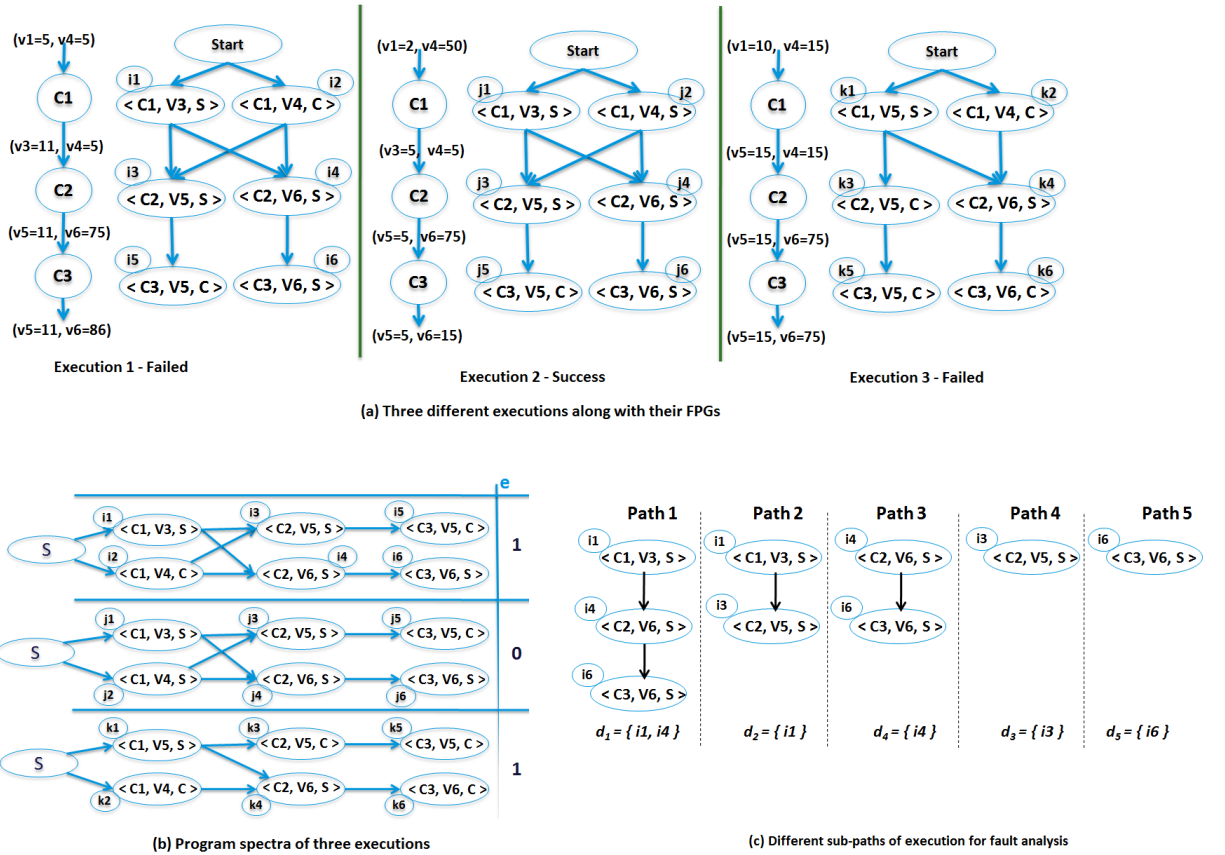 (v1=5, v4=5)
Start
i1
i2
C1
< C1, V3, S >
< C1, V4, C >
(v3=11, v4=5)
i3
i4
C2
< C2, V5, S >
< C2, V6, S >
(v5=11, v6=75)
i5
i6
C3
< C3, V5, C >
< C3, V6, S >
(v5=11, v6=86)
Execution 1 - Failed
(v1=2, v4=50)
Start
j1
j2
C1
< C1, V3, S >
< C1, V4, S >
(v3=5, v4=5)
j3
j4
C2
< C2, V5, S >
< C2, V6, S >
(v5=5, v6=75)
j5
j6
C3
< C3, V5, C >
< C3, V6, S >
(v5=5, v6=15)
Execution 2 - Success
(v1=10, v4=15)
Start
k1
k2
C1
< C1, V5, S >
< C1, V4, C >
(v5=15, v4=15)
k3
k4
C2
< C2, V5, C >
< C2, V6, S >
(v5=15, v6=75)
k5
k6
C3
< C3, V5, C >
< C3, V6, C >
(v5=15, v6=75)
Execution 3 - Failed
(a) Three different executions along with their FPGs
e
i1
i3
i5
< C1, V3, S >
< C2, V5, S >
< C3, V5, C >
S
1
i2
i4
i6
< C1, V4, C >
< C2, V6, S >
< C3, V6, S >
j1
j3
j5
< C1, V3, S >
< C2, V5, S >
< C3, V5, C >
S
0
< C1, V4, S >
< C2, V6, S >
< C3, V6, S >
j2
j4
j6
k1
k3
k5
< C1, V5, S >
< C2, V5, C >
< C3, V5, C >
S
1
< C1, V4, C >
< C2, V6, S >
< C3, V6, C >
k2
k4
k6
(b) Program spectra of three executions
Path 1
i1
< C1, V3, S >
i4
< C2, V6, S >
i6
< C3, V6, S >
d1 = { i1, i4 }
Path 2
i1
< C1, V3, S >
i3
< C2, V5, S >
d2 = { i1 }
Path 3
i4
< C2, V6, S >
i6
< C3, V6, S >
d4 = { i4 }
Path 4
i3
< C2, V5, S >
d3 = { i3 }
Path 5
i6
< C3, V6, S >
d5 = { i6 }
(c) Different sub-paths of execution for fault analysis